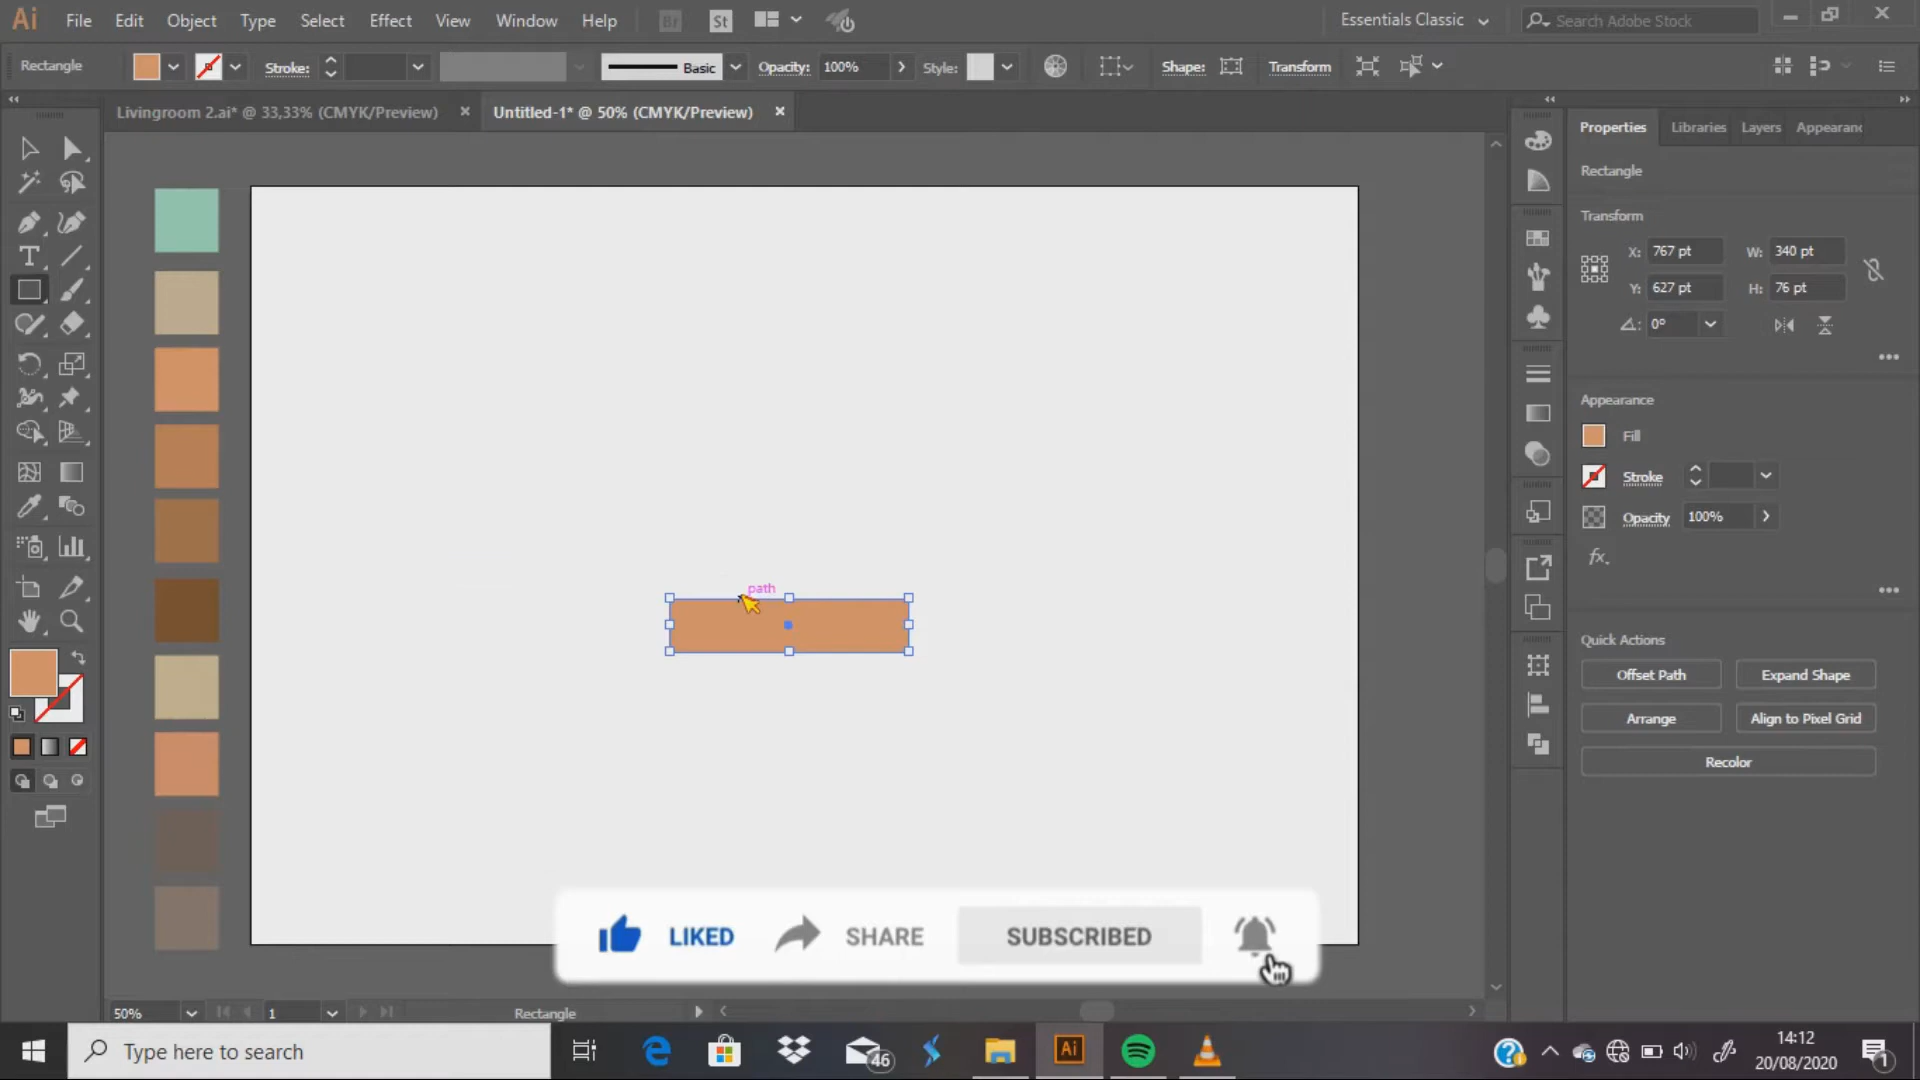 Ai File Edit Object Type Select Effect View Window Help Br St Essentials Classic Search Adobe Stock
Rectangle Stroke: Basic Opacity: 100% Style: Shape: Transform
Livingroom 2.ai* @ 33,33% (CMYK/Preview) Untitled-1* @ 50% (CMYK/Preview)
Properties Libraries Layers Appearanc
Rectangle
Transform
X: 767 pt W: 340 pt
Y: 627 pt H: 76 pt
0°
Appearance
Fill
Stroke
Opacity 100%
fx.
path
Quick Actions
Offset Path Expand Shape
Arrange Align to Pixel Grid
Recolor
LIKED SHARE SUBSCRIBED
50% 1 Rectangle
Type here to search 46 Ai 14:12
20/08/2020 1